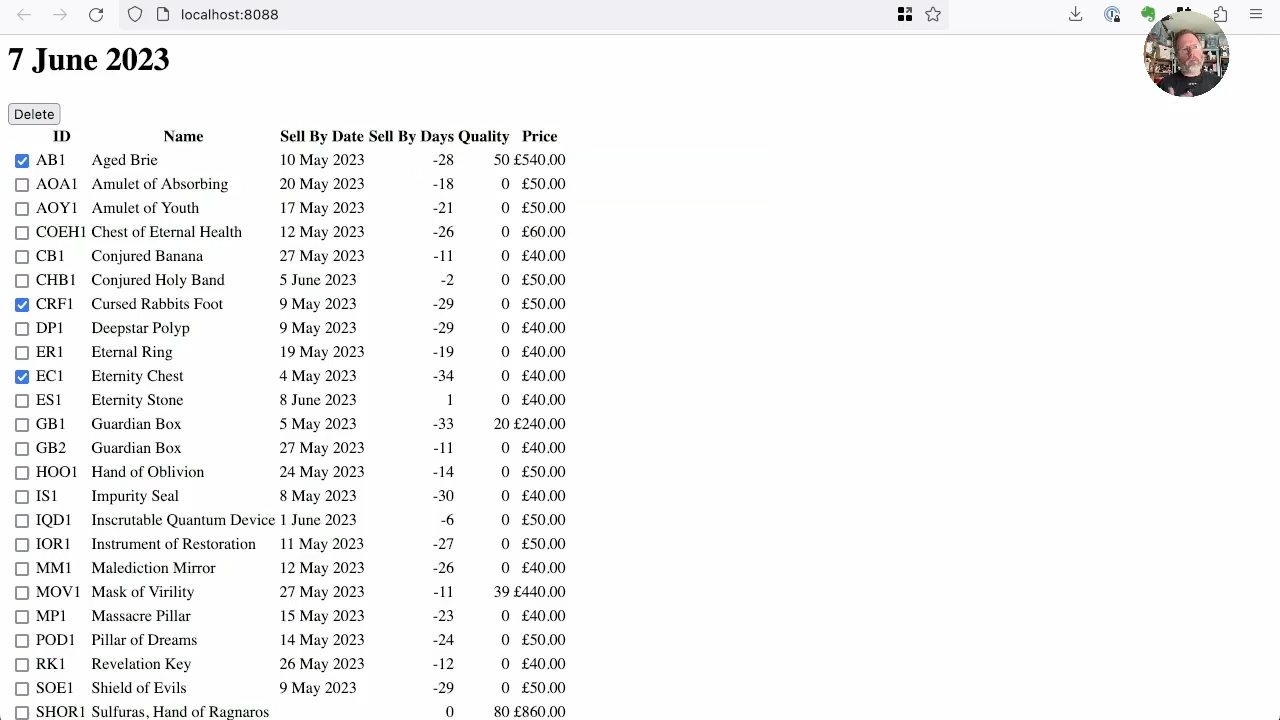 localhost:8088
7 June 2023
Delete
ID Name Sell By Date Sell By Days Quality Price
AB1 Aged Brie 10 May 2023 -28 50 £540.00
AOA1 Amulet of Absorbing 20 May 2023 -18 0 £50.00
AOY1 Amulet of Youth 17 May 2023 -21 0 £50.00
COEH1 Chest of Eternal Health 12 May 2023 -26 0 £60.00
CB1 Conjured Banana 27 May 2023 -11 0 £40.00
CHB1 Conjured Holy Band 5 June 2023 -2 0 £50.00
CRF1 Cursed Rabbits Foot 9 May 2023 -29 0 £50.00
DP1 Deepstar Polyp 9 May 2023 -29 0 £40.00
ER1 Eternal Ring 19 May 2023 -19 0 £40.00
EC1 Eternity Chest 4 May 2023 -34 0 £40.00
ES1 Eternity Stone 8 June 2023 1 0 £40.00
GB1 Guardian Box 5 May 2023 -33 20 £240.00
GB2 Guardian Box 27 May 2023 -11 0 £40.00
HOO1 Hand of Oblivion 24 May 2023 -14 0 £50.00
IS1 Impurity Seal 8 May 2023 -30 0 £40.00
IQD1 Inscrutable Quantum Device 1 June 2023 -6 0 £50.00
IOR1 Instrument of Restoration 11 May 2023 -27 0 £50.00
MM1 Malediction Mirror 12 May 2023 -26 0 £40.00
MOV1 Mask of Virility 27 May 2023 -11 39 £440.00
MP1 Massacre Pillar 15 May 2023 -23 0 £40.00
POD1 Pillar of Dreams 14 May 2023 -24 0 £50.00
RK1 Revelation Key 26 May 2023 -12 0 £40.00
SOE1 Shield of Evils 9 May 2023 -29 0 £50.00
SHOR1 Sulfuras, Hand of Ragnaros 0 80 £860.00